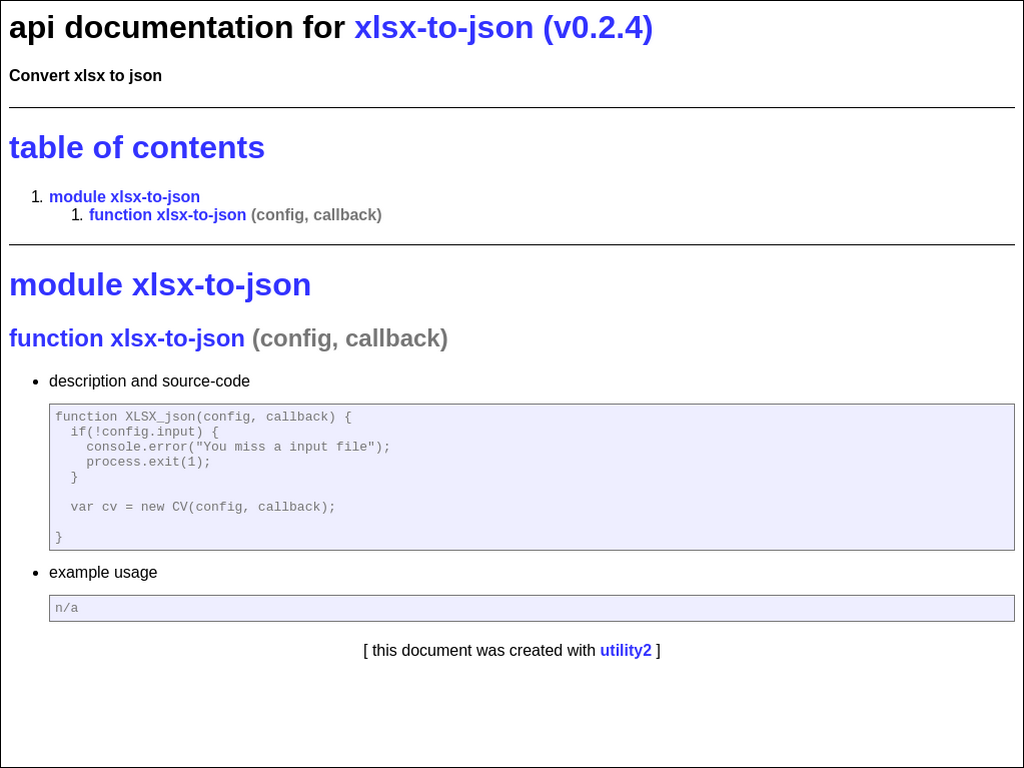 api documentation for xlsx-to-json (v0.2.4)
Convert xlsx to json
table of contents
1. module xlsx-to-json
1. function xlsx-to-json (config, callback)
module xlsx-to-json
function xlsx-to-json (config, callback)
• description and source-code
function XLSX_json(config, callback) {
  if(!config.input) {
    console.error("You miss a input file");
    process.exit(1);
  }
  var cv = new CV(config, callback);
}
• example usage
n/a
[ this document was created with utility2 ]